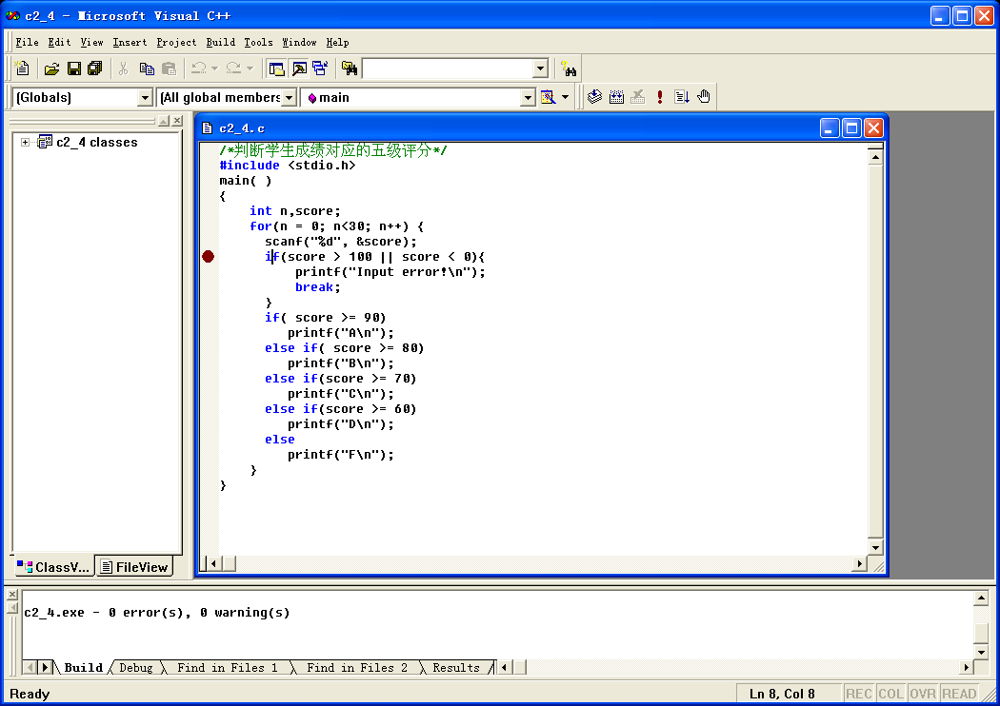 c2_4 - Microsoft Visual C++
File Edit View Insert Project Build Tools Window Help
(Globals) (All global members main
c2_4 classes
ClassV... FileView
c2_4.c
/*判断学生成绩对应的五级评分*/
#include <stdio.h>
main( )
{
    int n,score;
    for(n = 0; n<30; n++) {
      scanf("%d", &score);
      if(score > 100 || score < 0){
          printf("Input error!\n");
          break;
      }
      if( score >= 90)
         printf("A\n");
      else if( score >= 80)
         printf("B\n");
      else if(score >= 70)
         printf("C\n");
      else if(score >= 60)
         printf("D\n");
      else
         printf("F\n");
    }
}
c2_4.exe - 0 error(s), 0 warning(s)
Build Debug Find in Files 1 Find in Files 2 Results
Ready Ln 8, Col 8 REC COL OVR READ